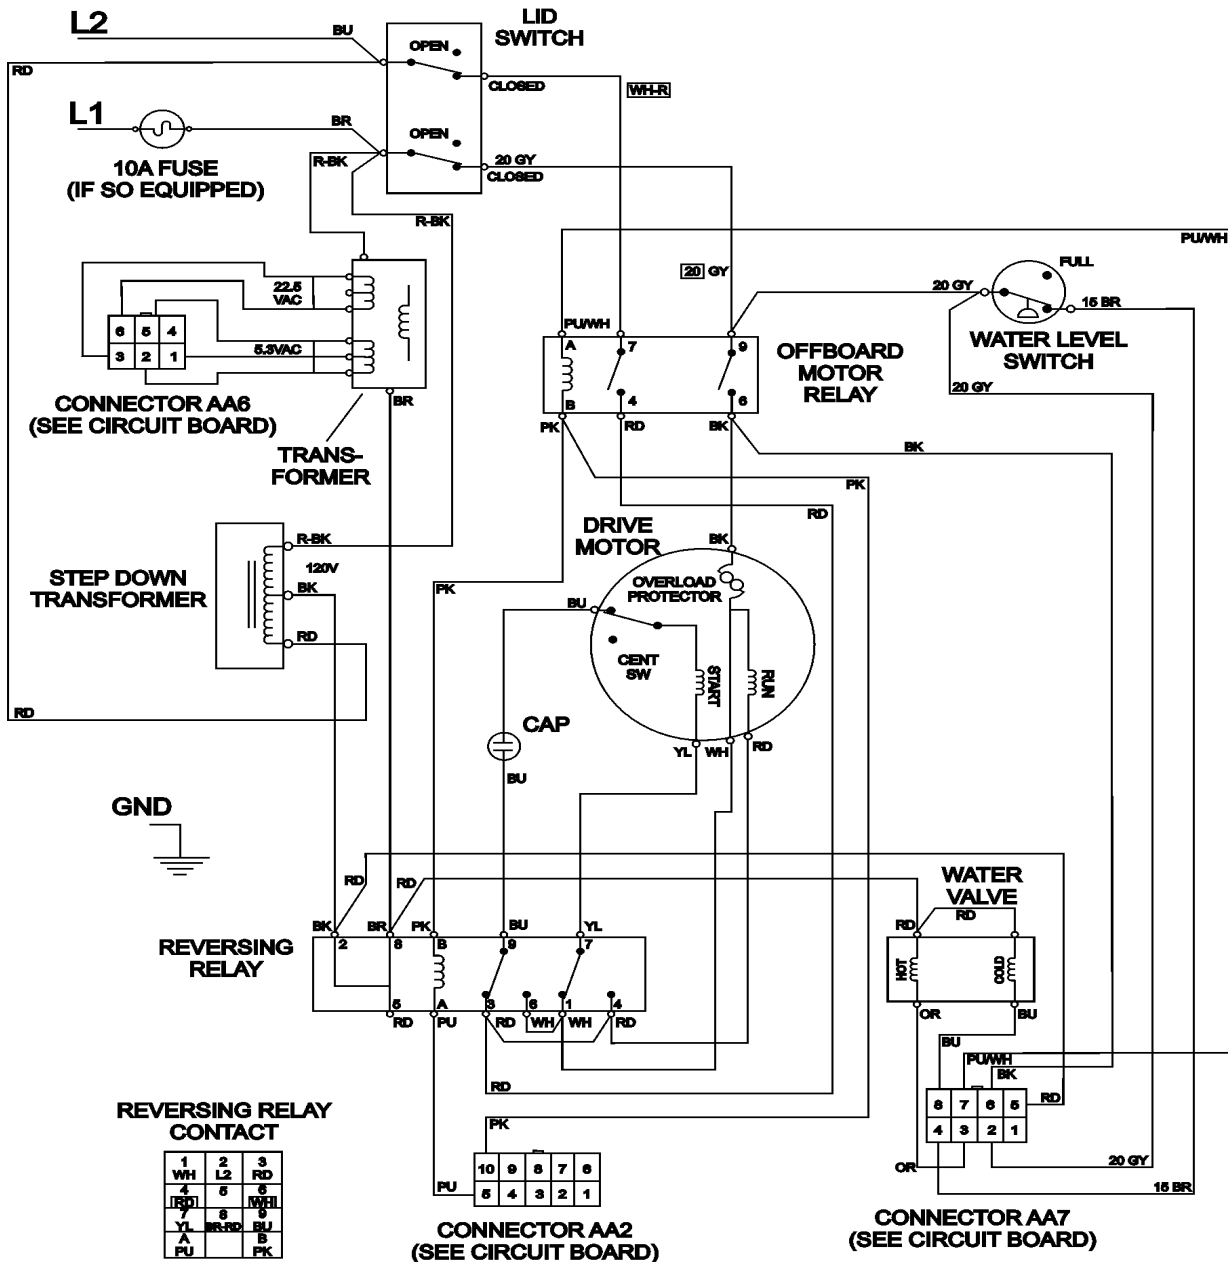 L2
BU
LID
SWITCH
OPEN
RD
CLOSED
WH-R
L1
BR
OPEN
R-BK
20 GY
CLOSED
10A FUSE
(IF SO EQUIPPED)
R-BK
PU/WH
20 GY
FULL
22.5
VAC
20 GY
15 BR
6 5 4
3 2 1
5.3VAC
PU/WH
A 7 9
WATER LEVEL
SWITCH
OFFBOARD
MOTOR
RELAY
20 GY
B 4 6
BR
CONNECTOR AA6
(SEE CIRCUIT BOARD)
PK RD BK
TRANS-
FORMER
BK
PK
RD
DRIVE
MOTOR
BK
R-BK
120V
STEP DOWN
TRANSFORMER
BK
PK
OVERLOAD
PROTECTOR
BU
RD
CENT
SW
START
RUN
RD
CAP
YL WH RD
BU
GND
RD RD
WATER
VALVE
RD
RD
BK BR PK BU YL
2 8 B 9 7
REVERSING
RELAY
HOT COLD
5 A 3 6 1 4
RD PU RD WH WH RD
OR BU
BU
PU/WH
BK
RD
RD
8 7 6 5
4 3 2 1
REVERSING RELAY
CONTACT
PK
1 2 3
WH L2 RD
4 5 6
RD WH
7 8 9
YL BR-RD BU
A B
PU PK
10 9 8 7 6
5 4 3 2 1
PU
OR
20 GY
15 BR
CONNECTOR AA2
(SEE CIRCUIT BOARD)
CONNECTOR AA7
(SEE CIRCUIT BOARD)